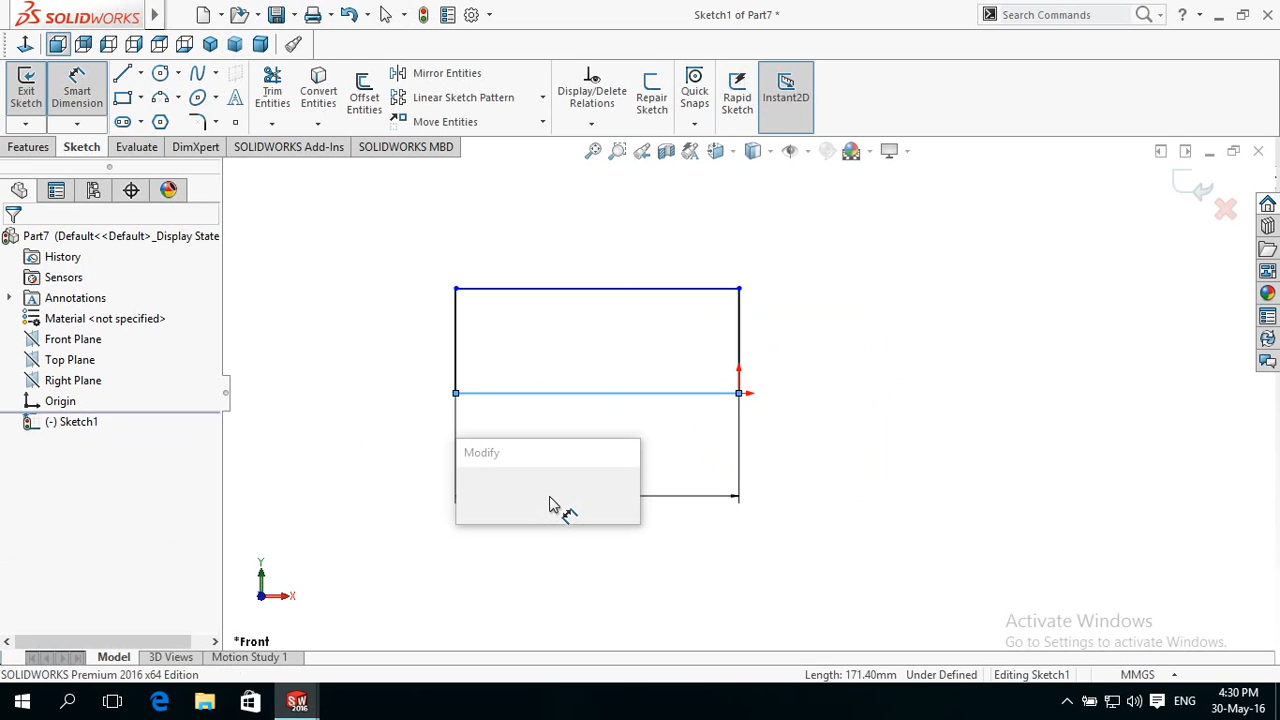 SOLIDWORKS
Sketch1 of Part7 *
Search Commands
?
Exit Sketch
Smart Dimension
Trim Entities
Convert Entities
Offset Entities
Mirror Entities
Linear Sketch Pattern
Move Entities
Display/Delete Relations
Repair Sketch
Quick Snaps
Rapid Sketch
Instant2D
Features
Sketch
Evaluate
DimXpert
SOLIDWORKS Add-Ins
SOLIDWORKS MBD
Part7 (Default<<Default>_Display State
History
Sensors
Annotations
Material <not specified>
Front Plane
Top Plane
Right Plane
Origin
(-) Sketch1
Modify
Y
X
*Front
Activate Windows
Go to Settings to activate Windows.
Model
3D Views
Motion Study 1
SOLIDWORKS Premium 2016 x64 Edition
Length: 171.40mm
Under Defined
Editing Sketch1
MMGS
SW
2016
ENG
4:30 PM
30-May-16